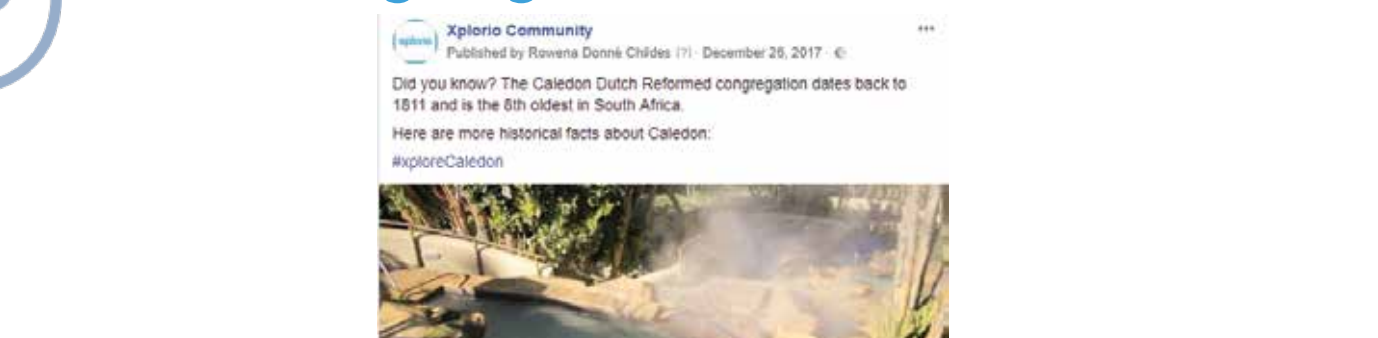 Xplorio Community
Published by Rowena Donné Childes [?] · December 26, 2017 ·
Did you know? The Caledon Dutch Reformed congregation dates back to
1811 and is the 8th oldest in South Africa.
Here are more historical facts about Caledon:
#xploreCaledon